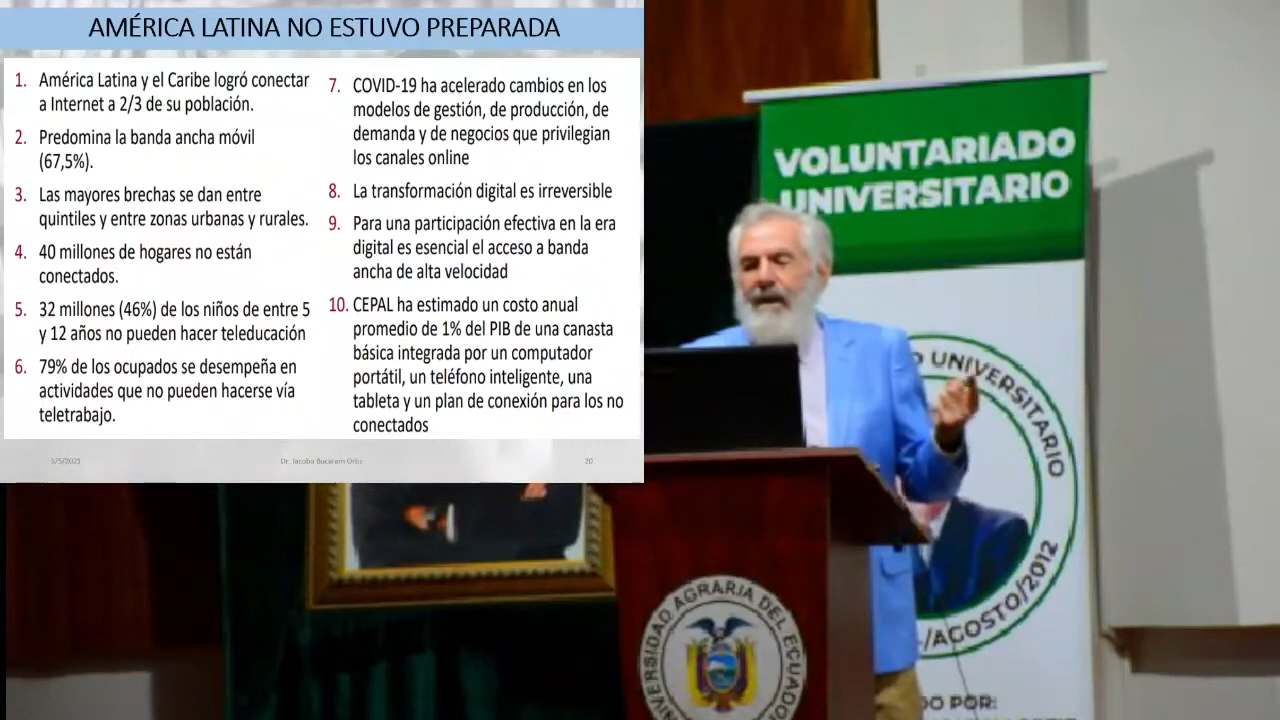 AMÉRICA LATINA NO ESTUVO PREPARADA
1. América Latina y el Caribe logró conectar
a Internet a 2/3 de su población.
2. Predomina la banda ancha móvil
(67,5%).
3. Las mayores brechas se dan entre
quintiles y entre zonas urbanas y rurales.
4. 40 millones de hogares no están
conectados.
5. 32 millones (46%) de los niños de entre 5
y 12 años no pueden hacer teleducación
6. 79% de los ocupados se desempeña en
actividades que no pueden hacerse vía
teletrabajo.
7. COVID-19 ha acelerado cambios en los
modelos de gestión, de producción, de
demanda y de negocios que privilegian
los canales online
8. La transformación digital es irreversible
9. Para una participación efectiva en la era
digital es esencial el acceso a banda
ancha de alta velocidad
10. CEPAL ha estimado un costo anual
promedio de 1% del PIB de una canasta
básica integrada por un computador
portátil, un teléfono inteligente, una
tableta y un plan de conexión para los no
conectados
5/5/2021
Dr. Jacobo Bucaram Ortiz
20
VOLUNTARIADO
UNIVERSITARIO
UNIVERSITARIO
/AGOSTO/2012
DO POR:
UNIVERSIDAD AGRARIA DEL ECUADOR